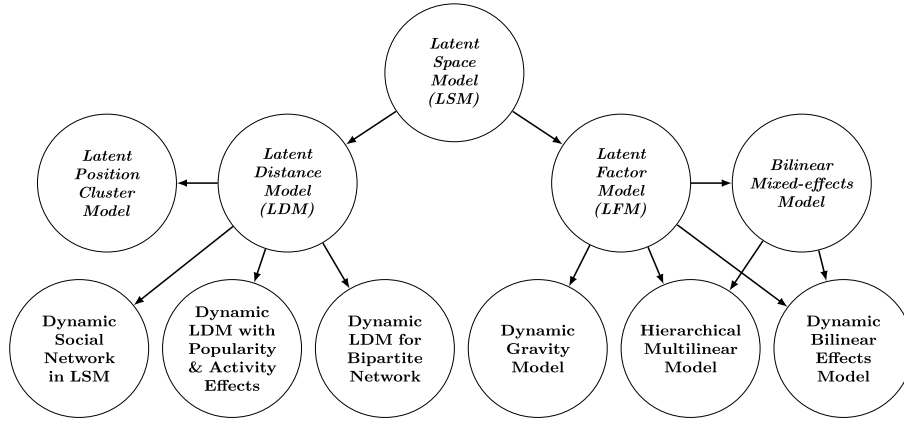 Latent
Space
Model
(LSM)
Latent
Position
Cluster
Model
Latent
Distance
Model
(LDM)
Latent
Factor
Model
(LFM)
Bilinear
Mixed-effects
Model
Dynamic
Social
Network
in LSM
Dynamic
LDM with
Popularity
& Activity
Effects
Dynamic
LDM for
Bipartite
Network
Dynamic
Gravity
Model
Hierarchical
Multilinear
Model
Dynamic
Bilinear
Effects
Model